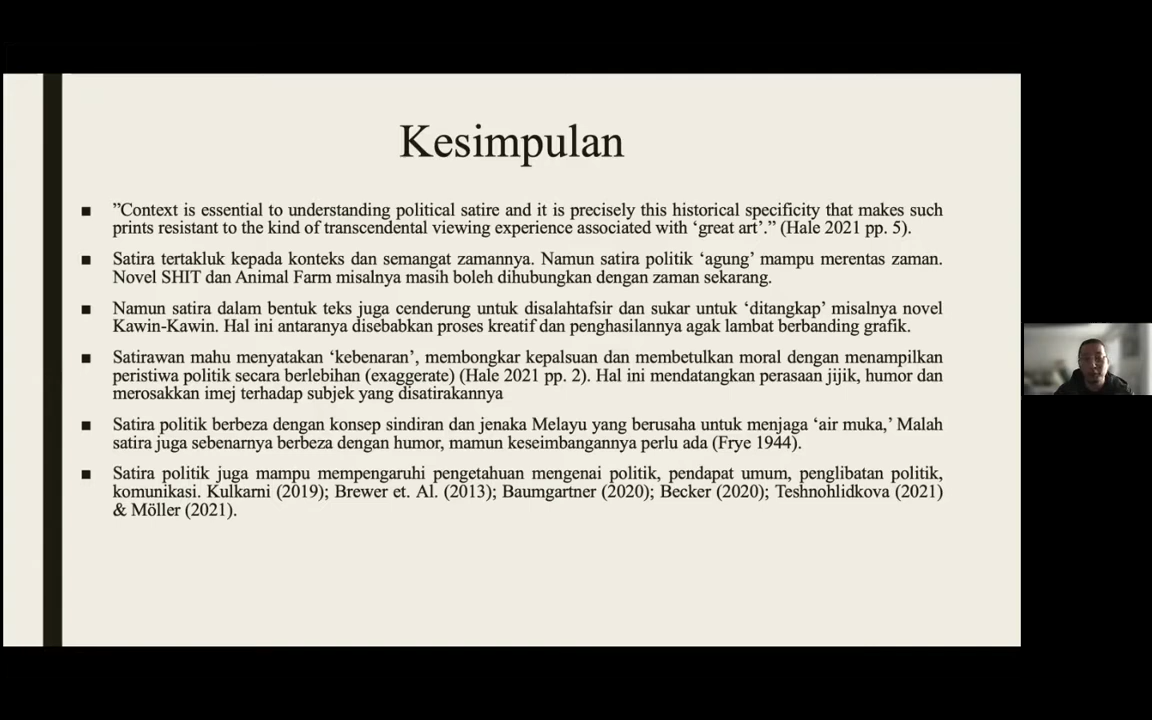 Kesimpulan
”Context is essential to understanding political satire and it is precisely this historical specificity that makes such
prints resistant to the kind of transcendental viewing experience associated with ‘great art’.” (Hale 2021 pp. 5).
Satira tertakluk kepada konteks dan semangat zamannya. Namun satira politik ‘agung’ mampu merentas zaman.
Novel SHIT dan Animal Farm misalnya masih boleh dihubungkan dengan zaman sekarang.
Namun satira dalam bentuk teks juga cenderung untuk disalahtafsir dan sukar untuk ‘ditangkap’ misalnya novel
Kawin-Kawin. Hal ini antaranya disebabkan proses kreatif dan penghasilannya agak lambat berbanding grafik.
Satirawan mahu menyatakan ‘kebenaran’, membongkar kepalsuan dan membetulkan moral dengan menampilkan
peristiwa politik secara berlebihan (exaggerate) (Hale 2021 pp. 2). Hal ini mendatangkan perasaan jijik, humor dan
merosakkan imej terhadap subjek yang disatirakannya
Satira politik berbeza dengan konsep sindiran dan jenaka Melayu yang berusaha untuk menjaga ‘air muka,’ Malah
satira juga sebenarnya berbeza dengan humor, mamun keseimbangannya perlu ada (Frye 1944).
Satira politik juga mampu mempengaruhi pengetahuan mengenai politik, pendapat umum, penglibatan politik,
komunikasi. Kulkarni (2019); Brewer et. Al. (2013); Baumgartner (2020); Becker (2020); Teshnohlidkova (2021)
& Möller (2021).